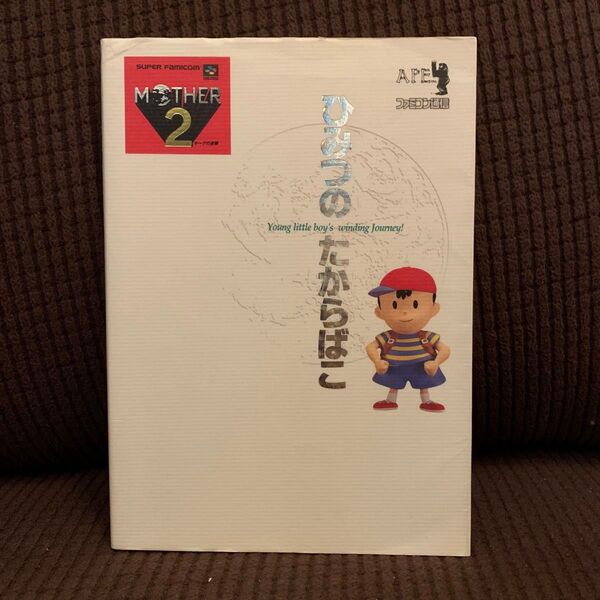 SUPER FAMICOM
MOTHER
2
ギーグの逆襲
APE
ファミコン通信
ひみつの たからばこ
Young little boy's winding Journey!